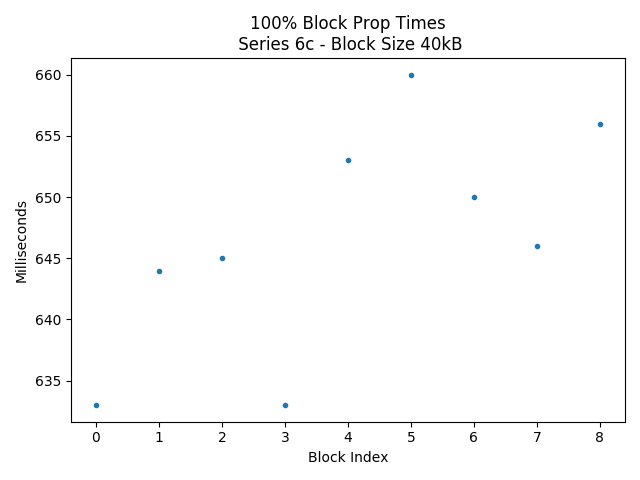 100% Block Prop Times
Series 6c - Block Size 40kB
Milliseconds
660
655
650
645
640
635
0 1 2 3 4 5 6 7 8
Block Index